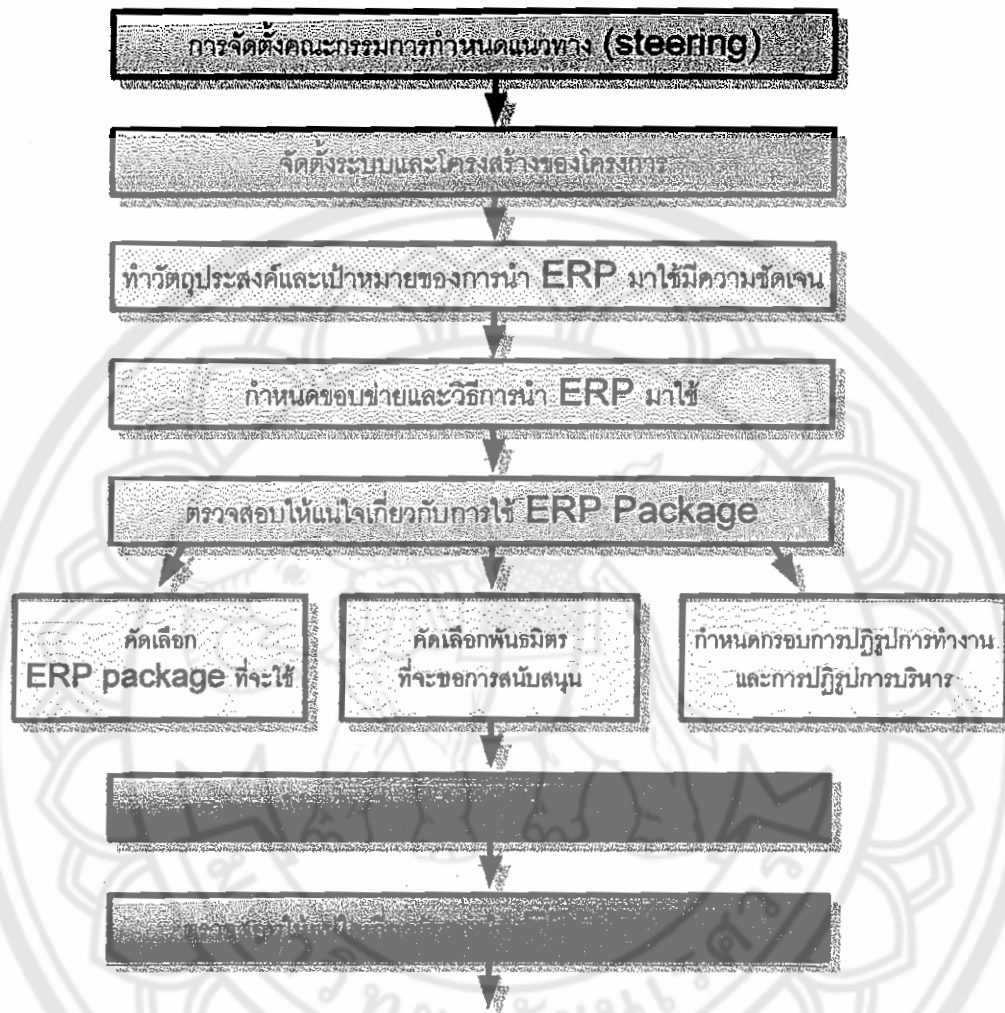 การจัดตั้งคณะกรรมการกำหนดแนวทาง (steering)
จัดตั้งระบบและโครงสร้างของโครงการ
ทำวัตถุประสงค์และเป้าหมายของการนำ ERP มาใช้มีความชัดเจน
กำหนดขอบข่ายและวิธีการนำ ERP มาใช้
ตรวจสอบให้แน่ใจเกี่ยวกับการใช้ ERP Package
คัดเลือก
ERP package ที่จะใช้
คัดเลือกพันธมิตร
ที่จะขอการสนับสนุน
กำหนดกรอบการปฏิรูปการทำงาน
และการปฏิรูปการบริหาร